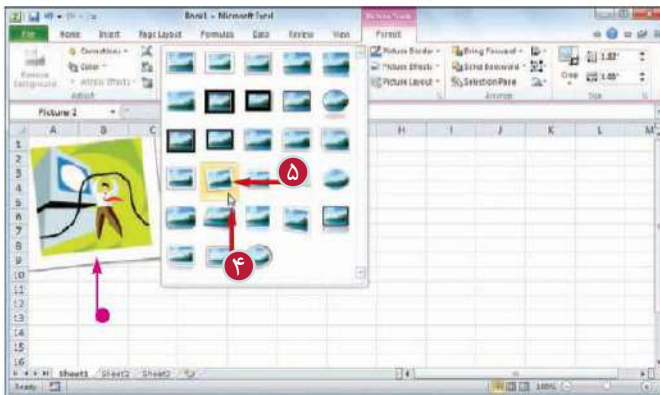 Book1 - Microsoft Excel
Picture Tools
File Home Insert Page Layout Formulas Data Review View Format
Corrections
Color
Artistic Effects
Remove Background
Adjust
Picture Border
Picture Effects
Picture Layout
Bring Forward
Send Backward
Selection Pane
Arrange
Crop
Size
Picture 2
A B C H I J K L M
1
2
3
4
5
6
7
8
9
10
11
12
13
14
15
16
۵
۴
Sheet1 Sheet2 Sheet3
Ready
100%